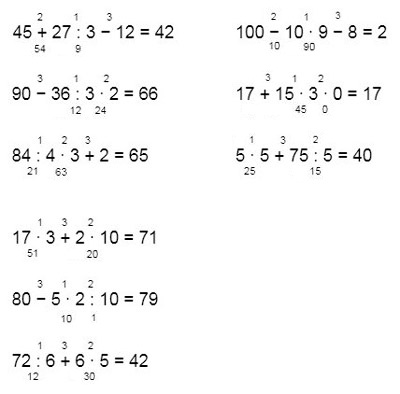 2 1 3
45 + 27 : 3 − 12 = 42
54 9
3 1 2
90 − 36 : 3 · 2 = 66
12 24
1 2 3
84 : 4 · 3 + 2 = 65
21 63
1 3 2
17 · 3 + 2 · 10 = 71
51 20
3 1 2
80 − 5 · 2 : 10 = 79
10 1
1 3 2
72 : 6 + 6 · 5 = 42
12 30
2 1 3
100 − 10 · 9 − 8 = 2
10 90
3 1 2
17 + 15 · 3 · 0 = 17
45 0
1 3 2
5 · 5 + 75 : 5 = 40
25 15